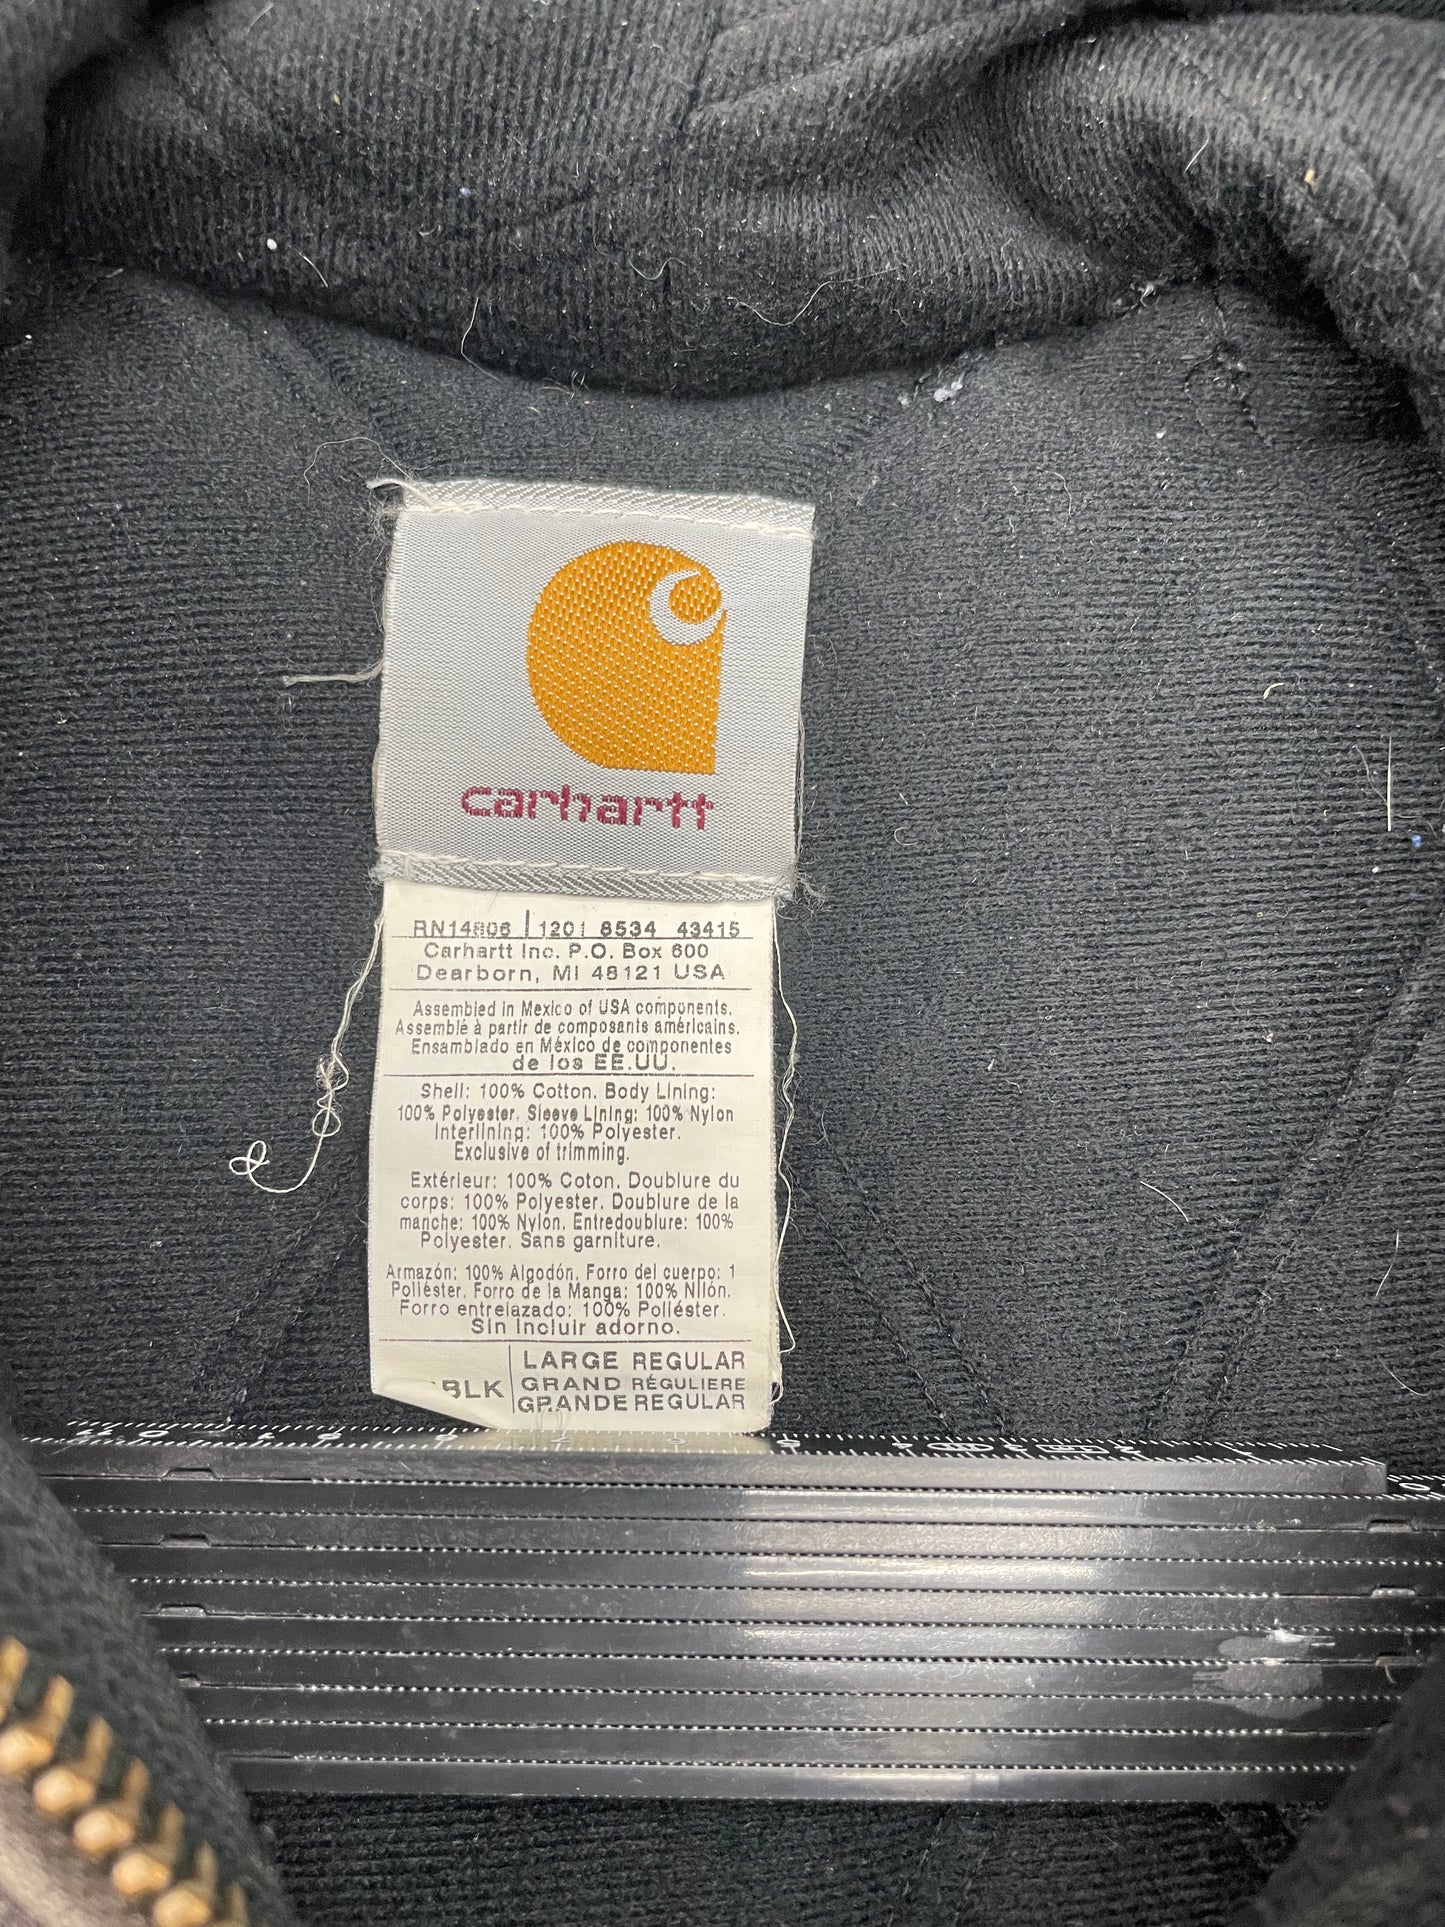 carhartt
RN14806 1201 8534 43415
Carhartt Inc. P.O. Box 600
Dearborn, MI 48121 USA
Assembled in Mexico of USA components.
Assemblé à partir de composants américains.
Ensamblado en México de componentes
de los EE.UU.
Shell: 100% Cotton. Body Lining:
100% Polyester. Sleeve Lining: 100% Nylon
Interlining: 100% Polyester.
Exclusive of trimming.
Extérieur: 100% Coton. Doublure du
corps: 100% Polyester. Doublure de la
manche: 100% Nylon. Entredoublure: 100%
Polyester. Sans garniture.
Armazón: 100% Algodón. Forro del cuerpo: 1
Poliéster. Forro de la Manga: 100% Nilón.
Forro entrelazado: 100% Poliéster.
Sin incluir adorno.
BLK LARGE REGULAR
GRAND RÉGULIERE
GRANDE REGULAR